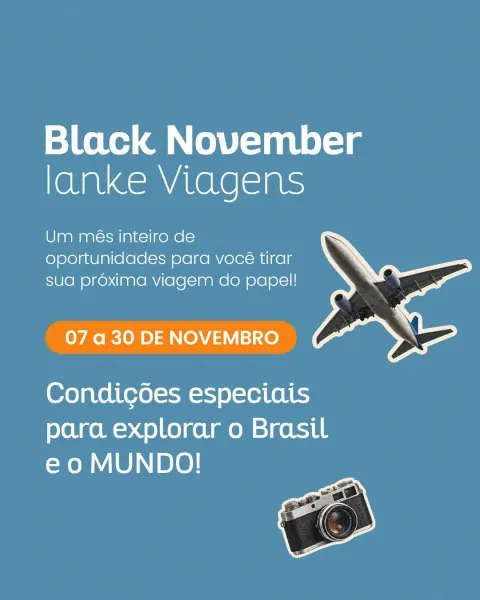 Black November
Ianke Viagens
Um mês inteiro de
oportunidades para você tirar
sua próxima viagem do papel!
07 a 30 DE NOVEMBRO
Condições especiais
para explorar o Brasil
e o MUNDO!